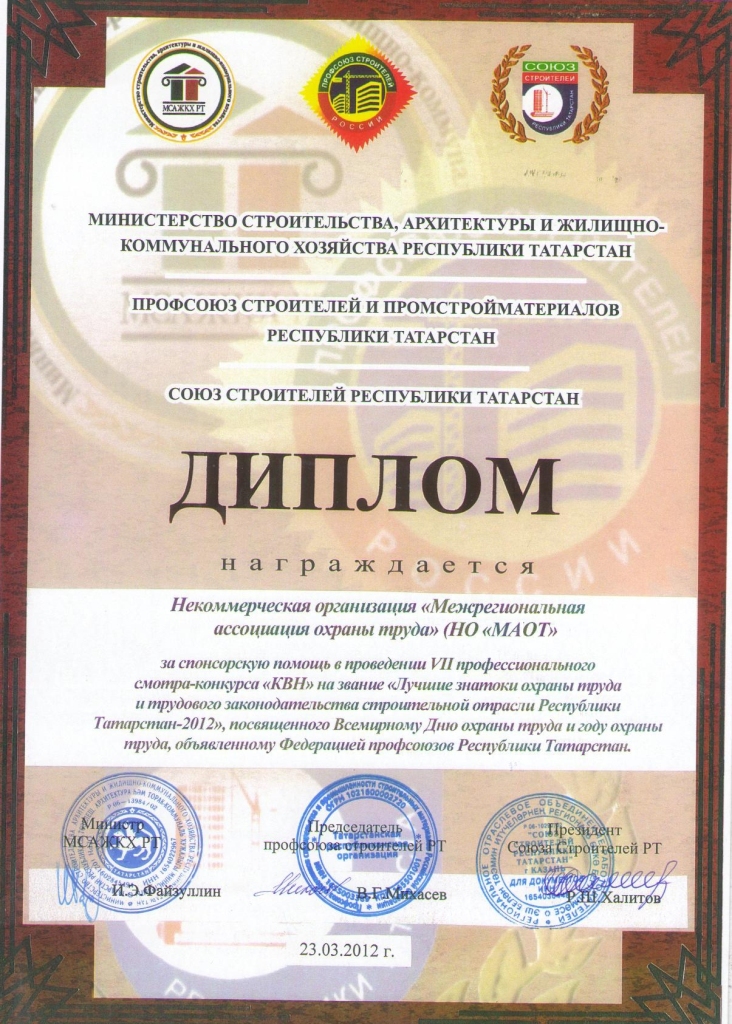 МСАЖКХ РТ
ПРОФСОЮЗ СТРОИТЕЛЕЙ
РОССИИ
СОЮЗ
СТРОИТЕЛЕЙ
РЕСПУБЛИКИ ТАТАРСТАН
МИНИСТЕРСТВО СТРОИТЕЛЬСТВА, АРХИТЕКТУРЫ И ЖИЛИЩНО-
КОММУНАЛЬНОГО ХОЗЯЙСТВА РЕСПУБЛИКИ ТАТАРСТАН
ПРОФСОЮЗ СТРОИТЕЛЕЙ И ПРОМСТРОЙМАТЕРИАЛОВ
РЕСПУБЛИКИ ТАТАРСТАН
СОЮЗ СТРОИТЕЛЕЙ РЕСПУБЛИКИ ТАТАРСТАН
ДИПЛОМ
награждается
Некоммерческая организация «Межрегиональная
ассоциация охраны труда» (НО «МАОТ»
за спонсорскую помощь в проведении VII профессионального
смотра-конкурса «КВН» на звание «Лучшие знатоки охраны труда
и трудового законодательства строительной отрасли Республики
Татарстан-2012», посвященного Всемирному Дню охраны труда и году охраны
труда, объявленному Федерацией профсоюзов Республики Татарстан.
Министр
МСАЖКХ РТ
И.Э.Файзуллин
Председатель
профсоюза строителей РТ
В.Г.Михасев
Президент
Союза строителей РТ
Р.Ш.Халитов
23.03.2012 г.